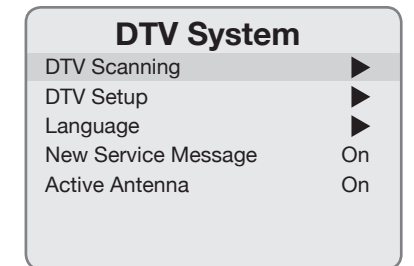 DTV System
DTV Scanning ▶
DTV Setup ▶
Language ▶
New Service Message On
Active Antenna On